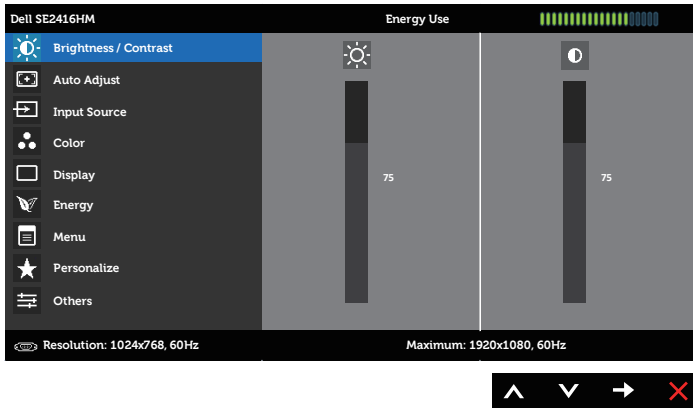 Dell SE2416HM Energy Use
Brightness / Contrast
Auto Adjust
Input Source
Color
Display
75 75
Energy
Menu
Personalize
Others
Resolution: 1024x768, 60Hz Maximum: 1920x1080, 60Hz